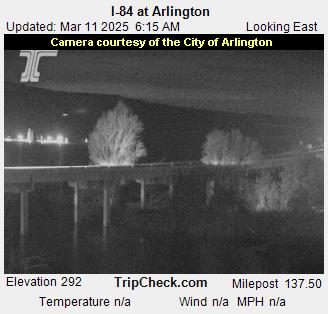 I-84 at Arlington
Updated: Mar 11 2025 6:15 AM Looking East
Camera courtesy of the City of Arlington
Elevation 292 TripCheck.com Milepost 137.50
Temperature n/a Wind n/a MPH n/a